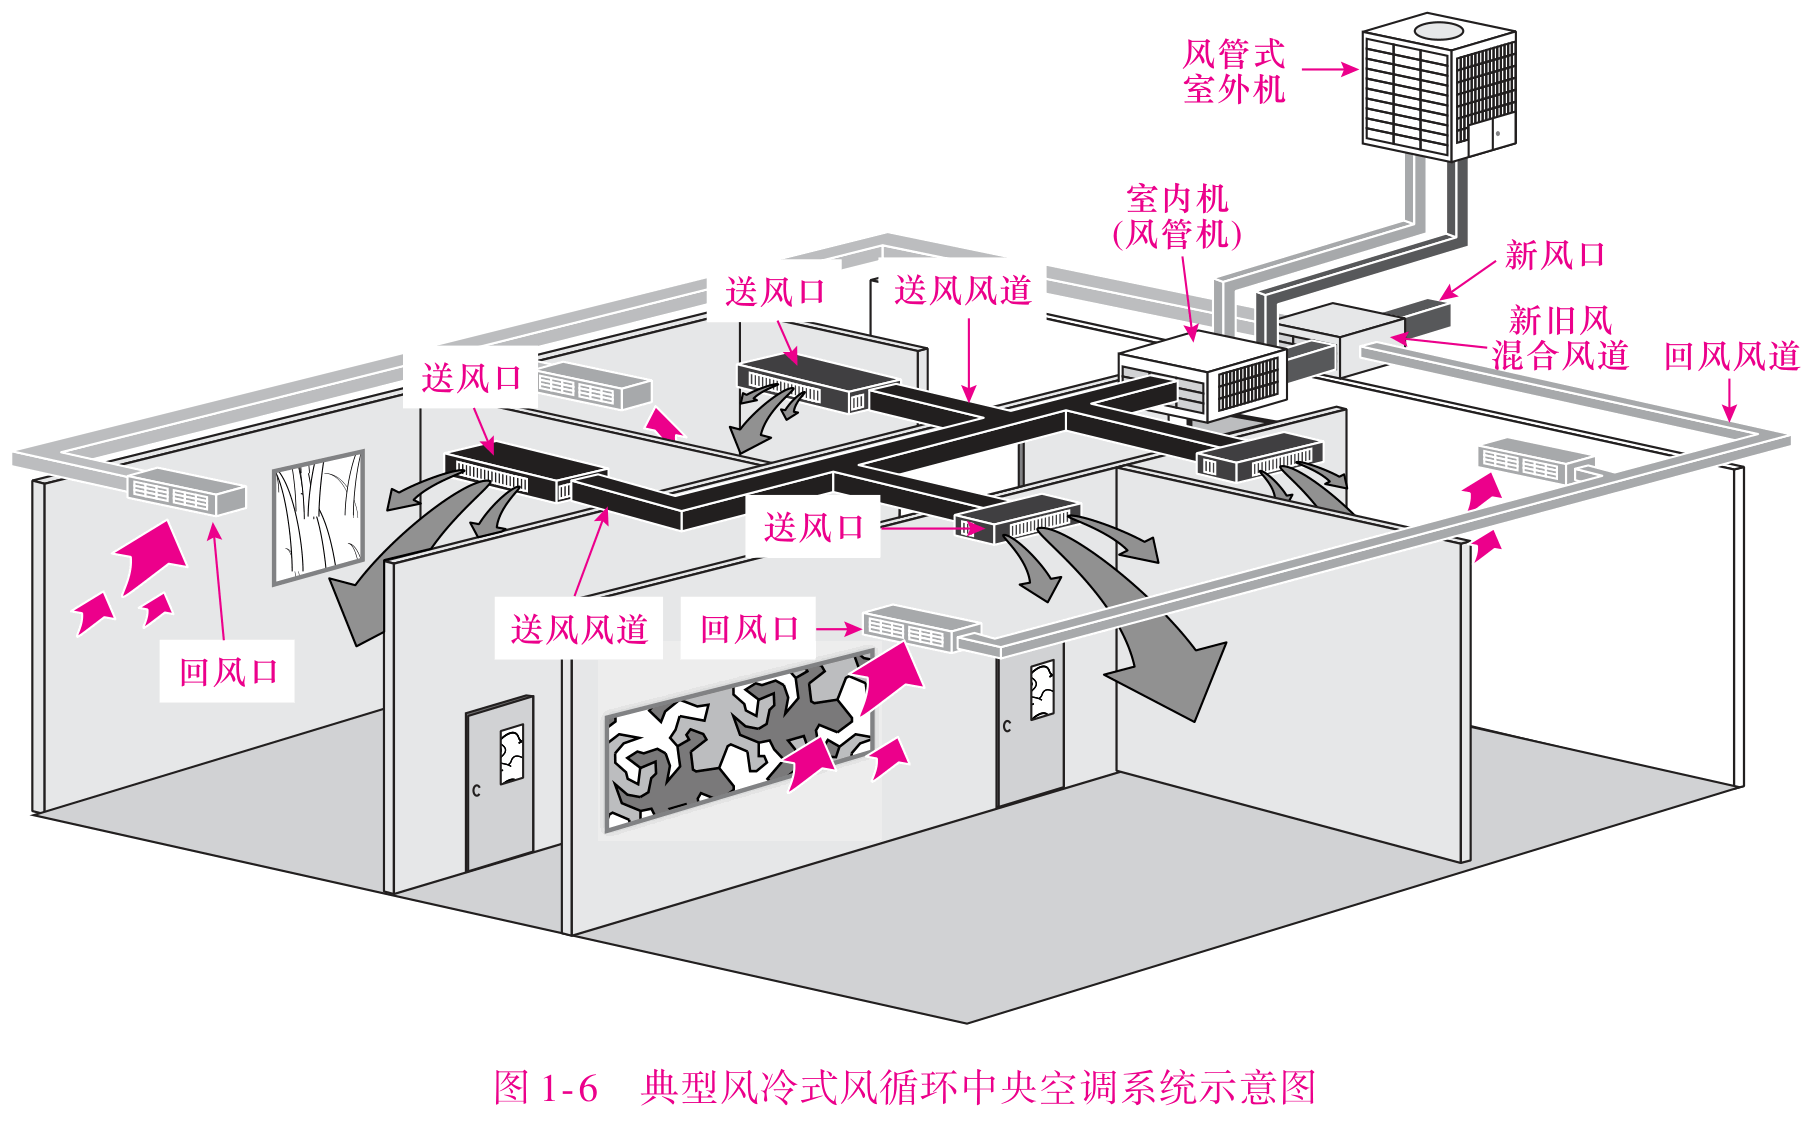 风管式
室外机
室内机
(风管机)
新风口
送风口
送风风道
新旧风
混合风道
回风风道
送风口
送风口
送风风道
回风口
回风口
图 1-6 典型风冷式风循环中央空调系统示意图